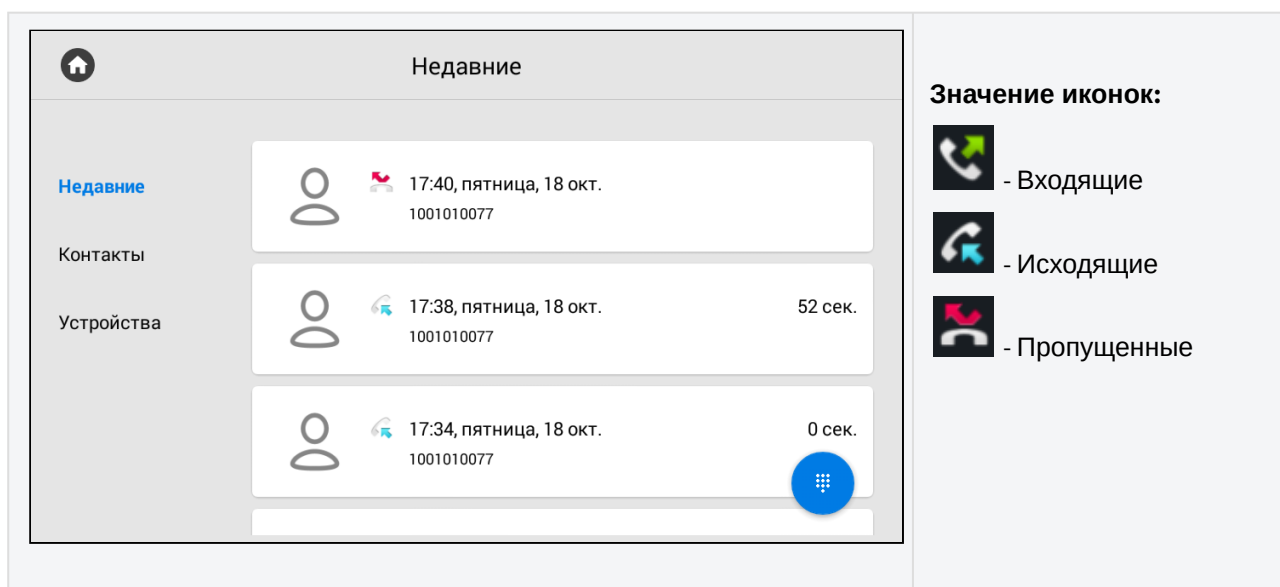 Недавние
Недавние
Контакты
Устройства
17:40, пятница, 18 окт.
1001010077
17:38, пятница, 18 окт.
52 сек.
1001010077
17:34, пятница, 18 окт.
0 сек.
1001010077
Значение иконок:
- Входящие
- Исходящие
- Пропущенные